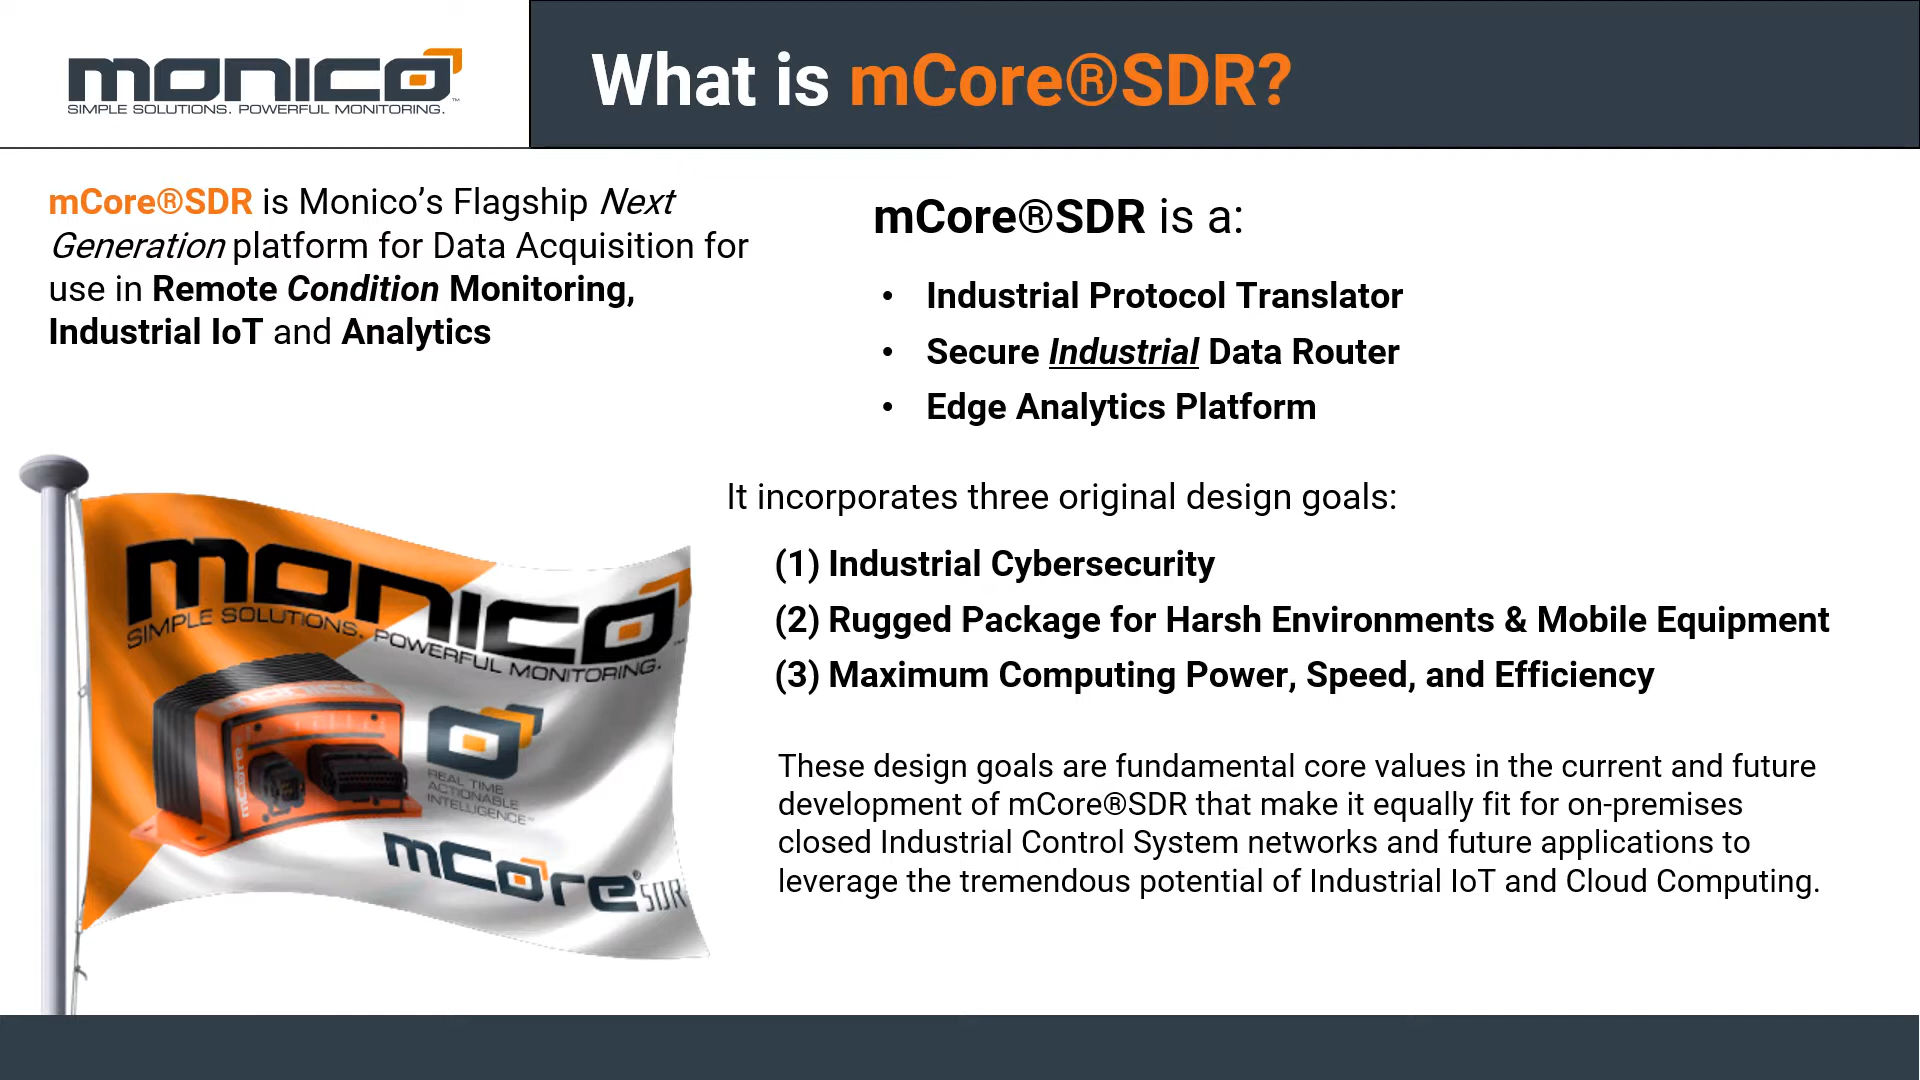 MONICO
SIMPLE SOLUTIONS. POWERFUL MONITORING.™
What is mCore®SDR?
mCore®SDR is Monico’s Flagship Next
Generation platform for Data Acquisition for
use in Remote Condition Monitoring,
Industrial IoT and Analytics
mCore®SDR is a:
• Industrial Protocol Translator
• Secure Industrial Data Router
• Edge Analytics Platform
It incorporates three original design goals:
(1) Industrial Cybersecurity
(2) Rugged Package for Harsh Environments & Mobile Equipment
(3) Maximum Computing Power, Speed, and Efficiency
These design goals are fundamental core values in the current and future
development of mCore®SDR that make it equally fit for on-premises
closed Industrial Control System networks and future applications to
leverage the tremendous potential of Industrial IoT and Cloud Computing.
MONICO
SIMPLE SOLUTIONS. POWERFUL MONITORING.™
MONICO
mCore
REAL TIME
ACTIONABLE
INTELLIGENCE™
mCore®SDR